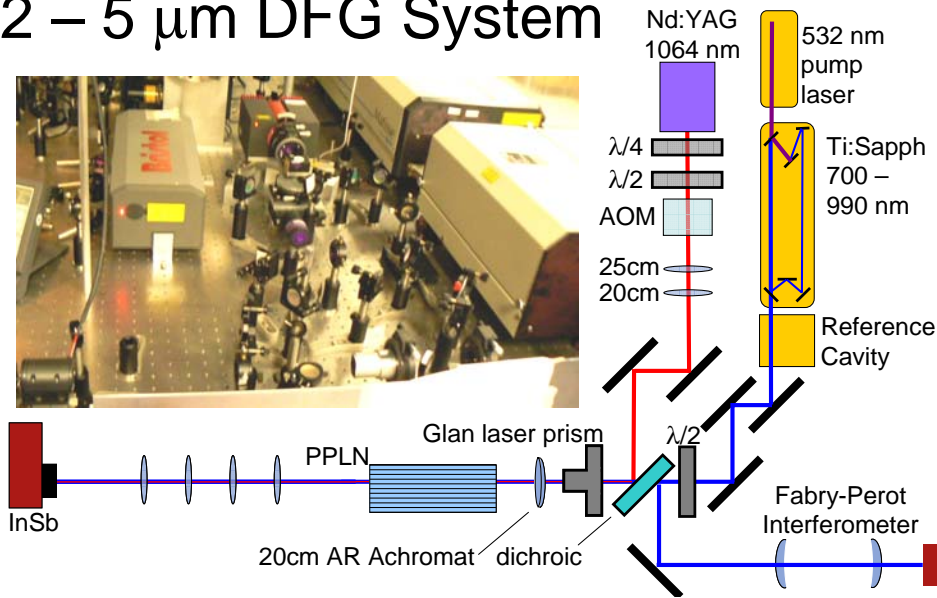 2 – 5 μm DFG System
Nd:YAG
1064 nm
532 nm
pump
laser
λ/4
λ/2
AOM
Ti:Sapph
700 –
990 nm
25cm
20cm
Reference
Cavity
Glan laser prism
λ/2
PPLN
InSb
Fabry-Perot
Interferometer
20cm AR Achromat
dichroic